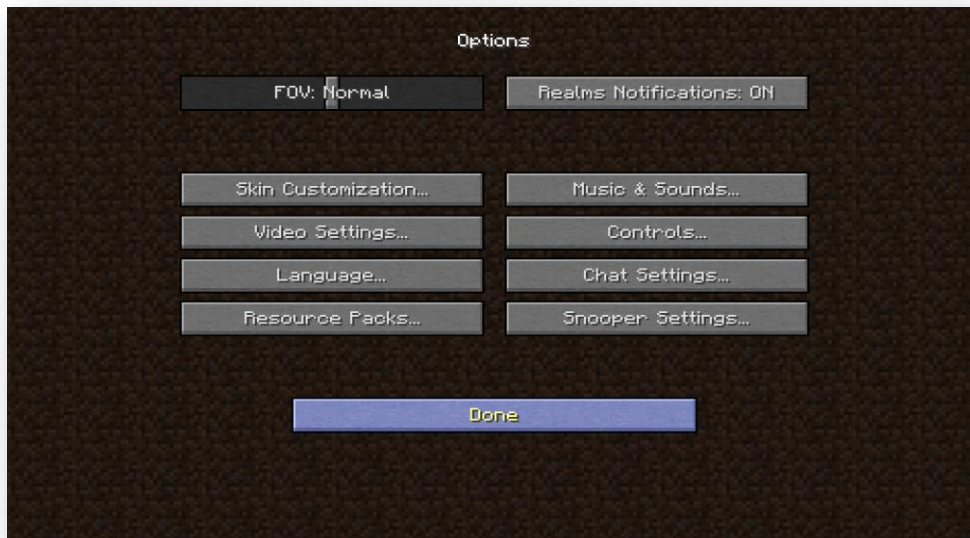 Options
FOV: Normal
Realms Notifications: ON
Skin Customization...
Music & Sounds...
Video Settings...
Controls...
Language...
Chat Settings...
Resource Packs...
Snooper Settings...
Done